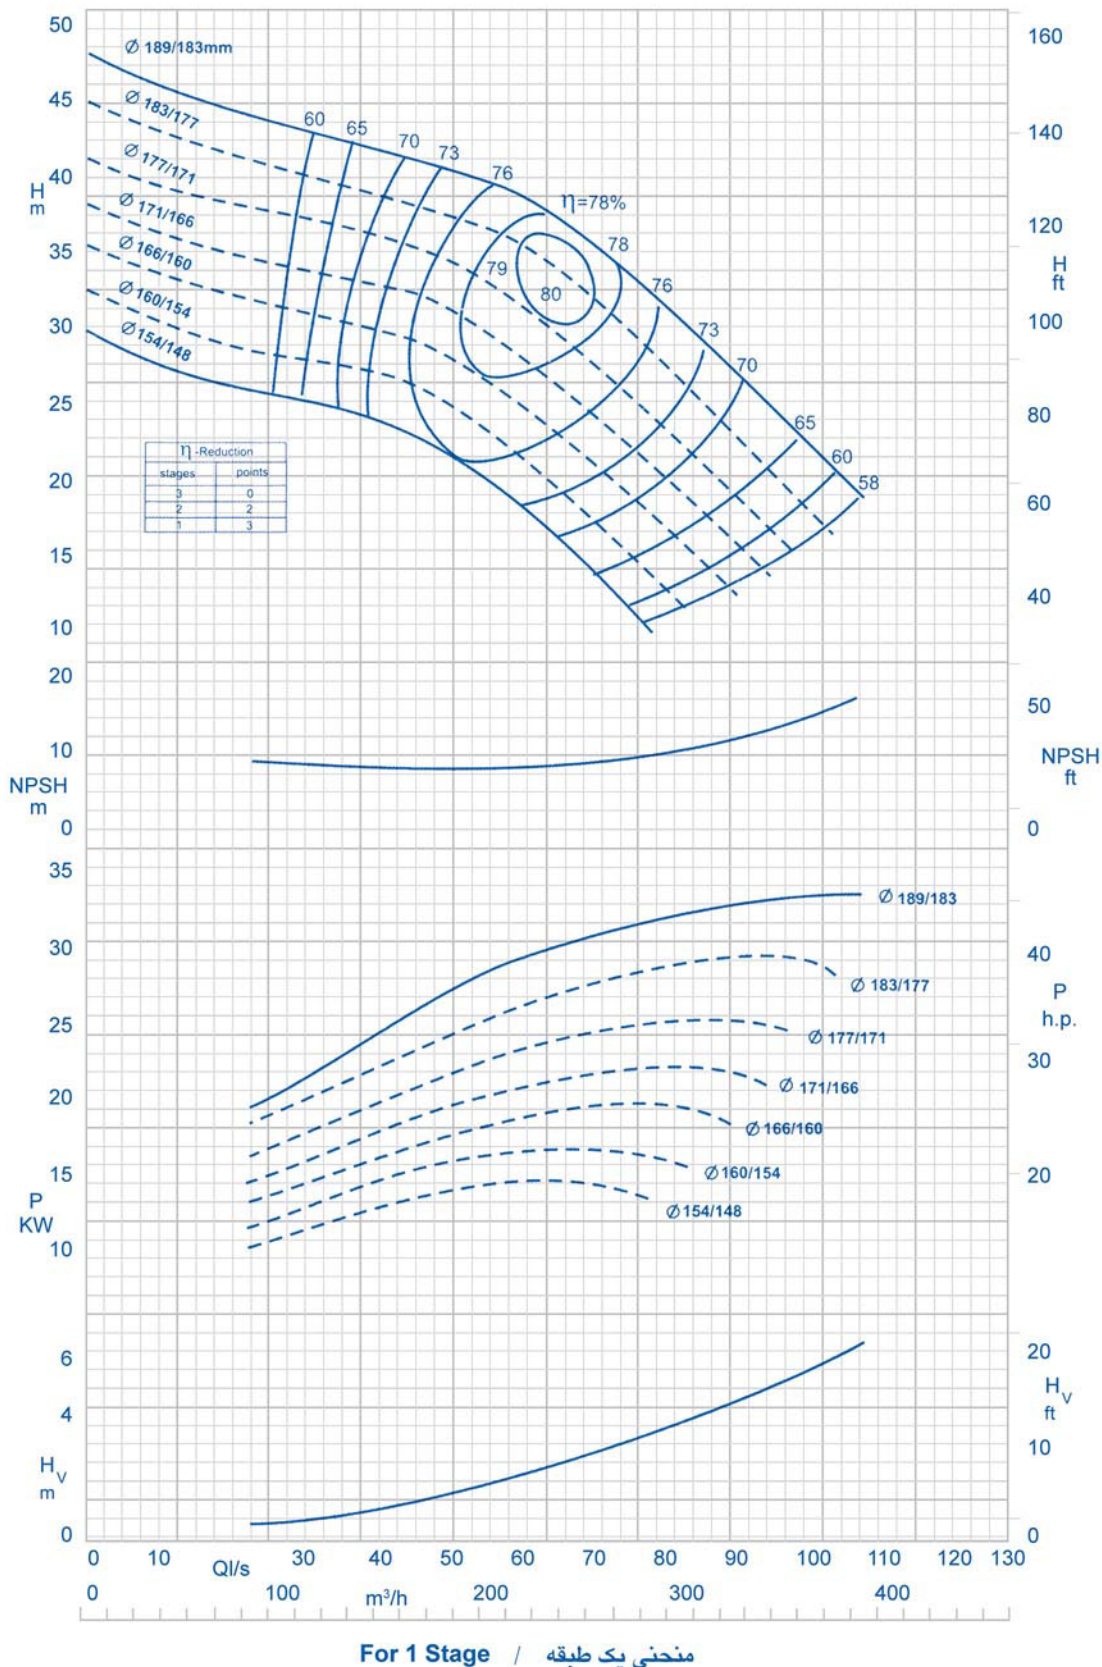 50
160
Ø 189/183mm
45
Ø 183/177
60 65 70 73 76
140
Ø 177/171
40
H
m
η=78%
Ø 171/166
120
35
Ø 166/160
78
79
H
ft
80
76
Ø 160/154
30
73
100
Ø 154/148
70
25
65
80
η -Reduction
stages points
3 0
2 2
1 3
20
60
58
60
15
40
10
20
50
10
NPSH
m
NPSH
ft
0
0
35
Ø 189/183
30
40
Ø 183/177
P
h.p.
25
Ø 177/171
30
20
Ø 171/166
Ø 166/160
15
Ø 160/154
20
P
KW
Ø 154/148
10
6
20
HV
ft
4
10
HV
m
0
0
0 10 Ql/s 30 40 50 60 70 80 90 100 110 120 130
0 100 m³/h 200 300 400
For 1 Stage / منحنی یک طبقه